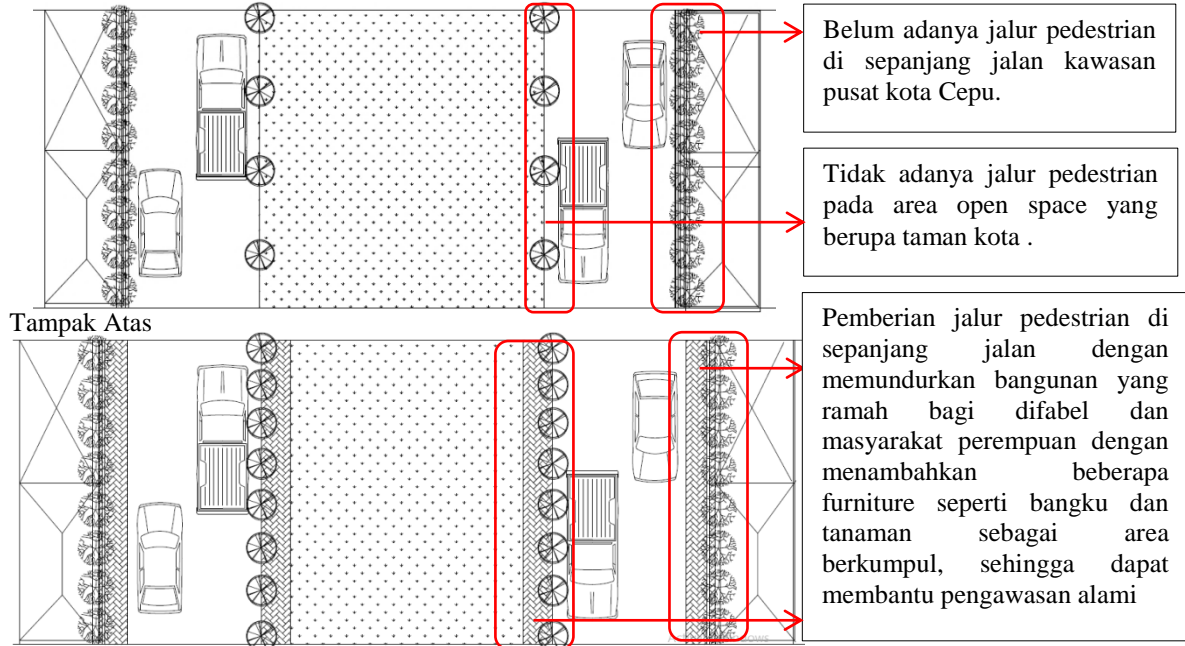 Belum adanya jalur pedestrian
di sepanjang jalan kawasan
pusat kota Cepu.
Tidak adanya jalur pedestrian
pada area open space yang
berupa taman kota .
Tampak Atas
Pemberian jalur pedestrian di
sepanjang jalan dengan
memundurkan bangunan yang
ramah bagi difabel dan
masyarakat perempuan dengan
menambahkan beberapa
furniture seperti bangku dan
tanaman sebagai area
berkumpul, sehingga dapat
membantu pengawasan alami